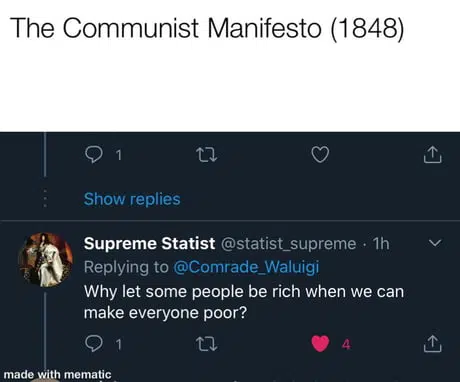 The Communist Manifesto (1848)
1
Show replies
Supreme Statist @statist_supreme · 1h
Replying to @Comrade_Waluigi
Why let some people be rich when we can
make everyone poor?
1 4
made with mematic